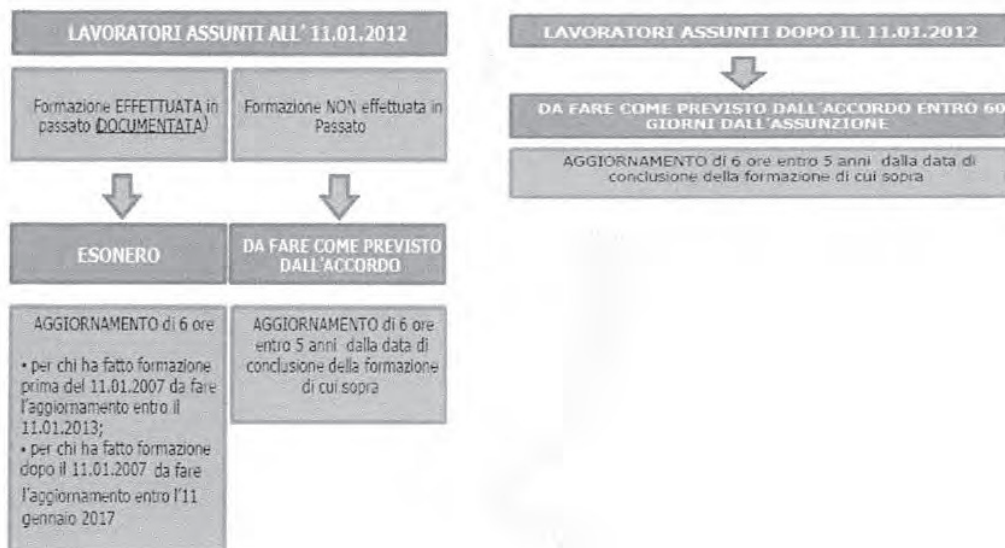 LAVORATORI ASSUNTI ALL' 11.01.2012
Formazione EFFETTUATA in
passato (DOCUMENTATA)
Formazione NON effettuata in
Passato
ESONERO
DA FARE COME PREVISTO
DALL'ACCORDO
AGGIORNAMENTO di 6 ore
• per chi ha fatto formazione
prima del 11.01.2007 da fare
l'aggiornamento entro il
11.01.2013;
• per chi ha fatto formazione
dopo il 11.01.2007 da fare
l'aggiornamento entro l'11
gennaio 2017
AGGIORNAMENTO di 6 ore
entro 5 anni dalla data di
conclusione della formazione
di cui sopra
LAVORATORI ASSUNTI DOPO IL 11.01.2012
DA FARE COME PREVISTO DALL'ACCORDO ENTRO
GIORNI DALL'ASSUNZIONE
AGGIORNAMENTO di 6 ore entro 5 anni dalla data di
conclusione della formazione di cui sopra